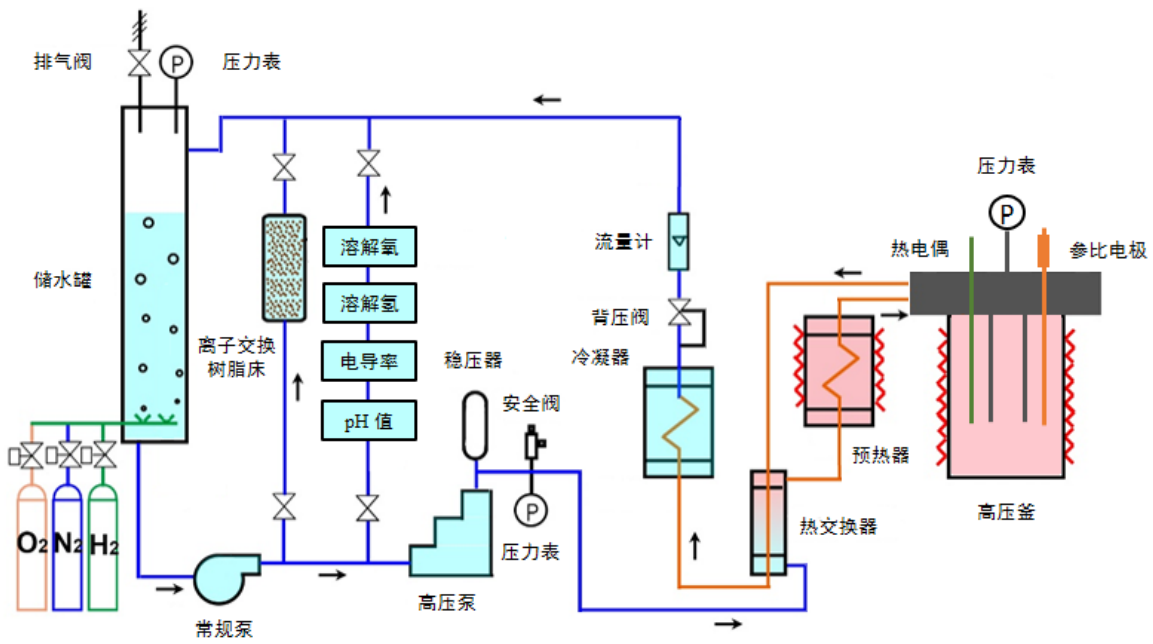 排气阀
P
压力表
压力表
P
流量计
热电偶
参比电极
溶解氧
储水罐
溶解氢
背压阀
离子交换
树脂床
电导率
稳压器
冷凝器
安全阀
pH 值
预热器
O2
N2
H2
P
压力表
热交换器
高压釜
高压泵
常规泵